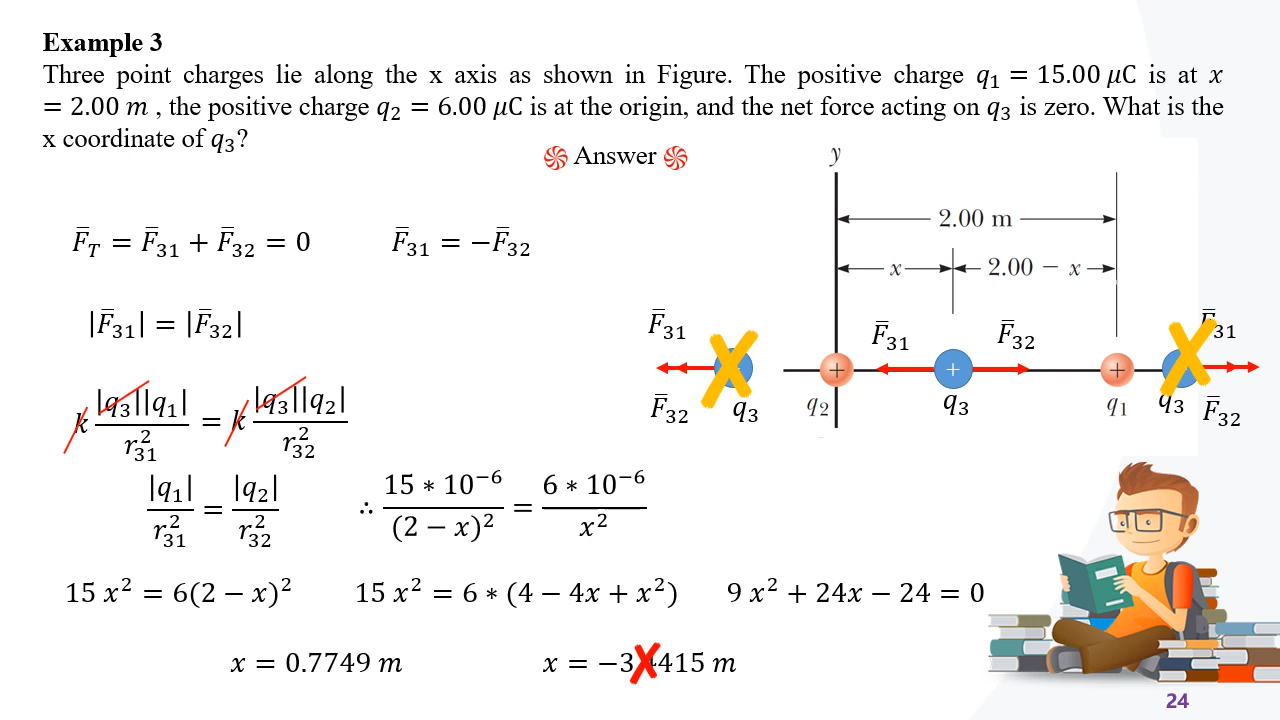 Example 3
Three point charges lie along the x axis as shown in Figure. The positive charge q₁ = 15.00 μC is at x
= 2.00 m , the positive charge q₂ = 6.00 μC is at the origin, and the net force acting on q₃ is zero. What is the
x coordinate of q₃?
Answer
F̄_T = F̄₃₁ + F̄₃₂ = 0 F̄₃₁ = −F̄₃₂
|F̄₃₁| = |F̄₃₂|
k |q₃||q₁| / r₃₁² = k |q₃||q₂| / r₃₂²
|q₁| / r₃₁² = |q₂| / r₃₂² ∴ 15 ∗ 10⁻⁶ / (2 − x)² = 6 ∗ 10⁻⁶ / x²
15 x² = 6(2 − x)² 15 x² = 6 ∗ (4 − 4x + x²) 9 x² + 24x − 24 = 0
x = 0.7749 m x = −3.4415 m
y
2.00 m
x 2.00 − x
F̄₃₁ F̄₃₁ F̄₃₂ F̄₃₁
+ + +
F̄₃₂ q₃ q₂ q₃ q₁ q₃ F̄₃₂
24